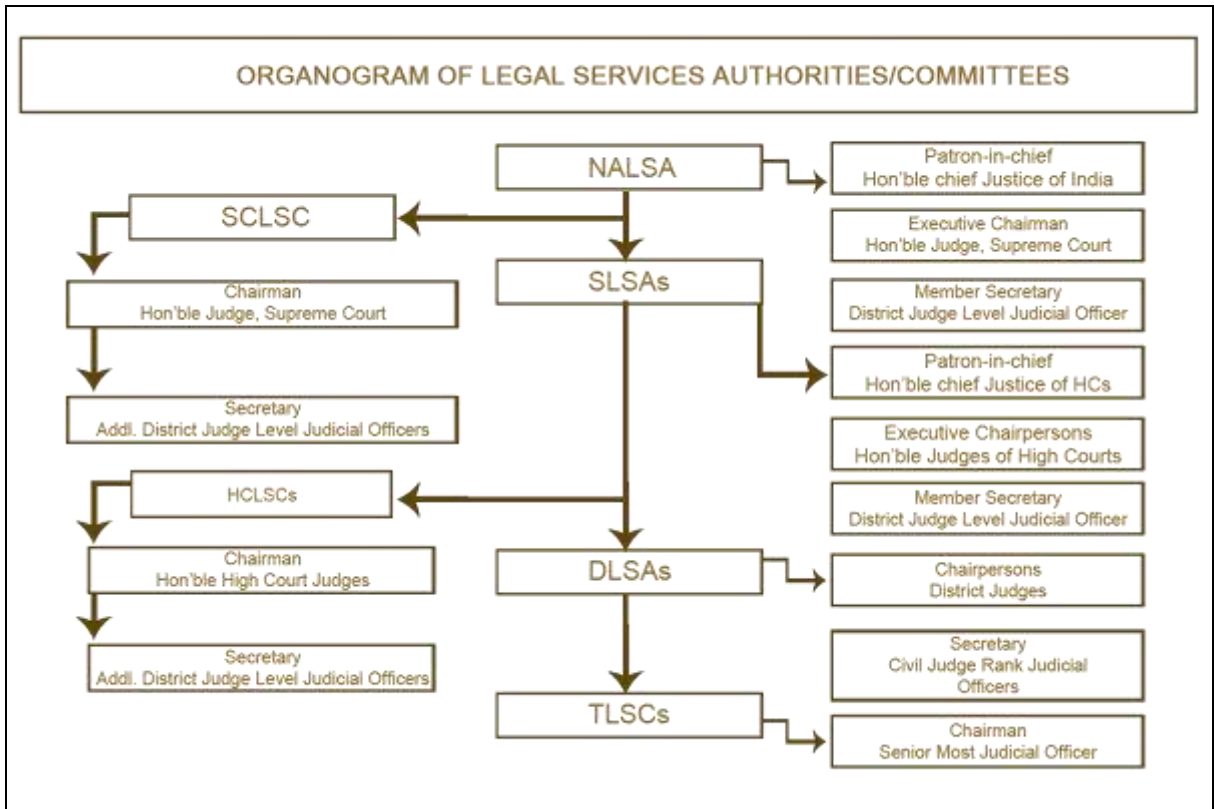 ORGANOGRAM OF LEGAL SERVICES AUTHORITIES/COMMITTEES
NALSA
Patron-in-chief
Hon'ble chief Justice of India
Executive Chairman
Hon'ble Judge, Supreme Court
Member Secretary
District Judge Level Judicial Officer
SCLSC
Chairman
Hon'ble Judge, Supreme Court
Secretary
Addl. District Judge Level Judicial Officers
SLSAs
Patron-in-chief
Hon'ble chief Justice of HCs
Executive Chairpersons
Hon'ble Judges of High Courts
Member Secretary
District Judge Level Judicial Officer
HCLSCs
Chairman
Hon'ble High Court Judges
Secretary
Addl. District Judge Level Judicial Officers
DLSAs
Chairpersons
District Judges
Secretary
Civil Judge Rank Judicial
Officers
TLSCs
Chairman
Senior Most Judicial Officer